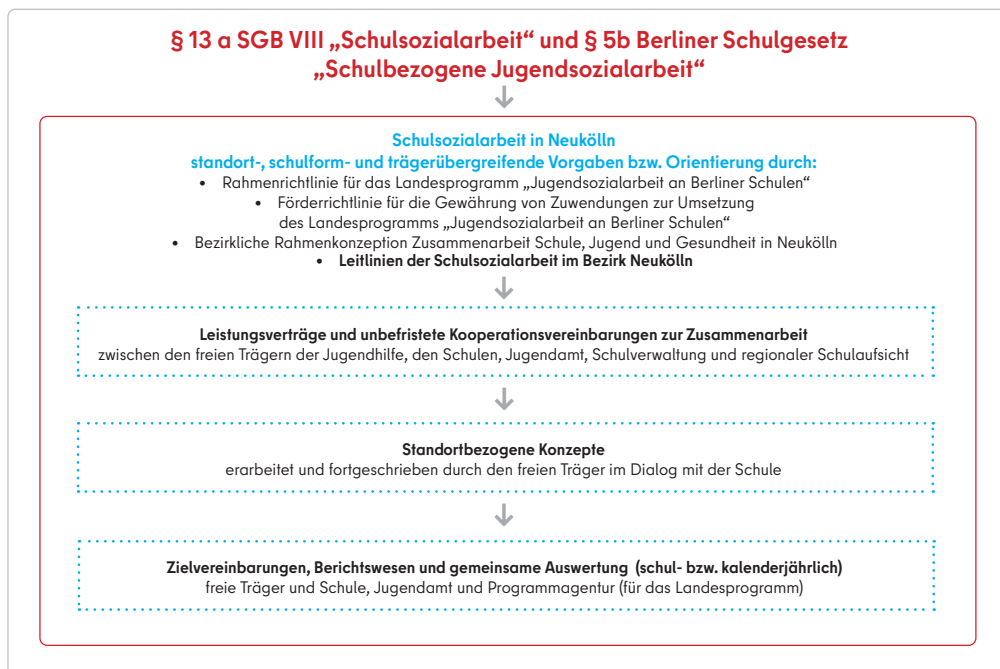 § 13 a SGB VIII „Schulsozialarbeit“ und § 5b Berliner Schulgesetz
„Schulbezogene Jugendsozialarbeit“
Schulsozialarbeit in Neukölln
standort-, schulform- und trägerübergreifende Vorgaben bzw. Orientierung durch:
• Rahmenrichtlinie für das Landesprogramm „Jugendsozialarbeit an Berliner Schulen“
• Förderrichtlinie für die Gewährung von Zuwendungen zur Umsetzung
des Landesprogramms „Jugendsozialarbeit an Berliner Schulen“
• Bezirkliche Rahmenkonzeption Zusammenarbeit Schule, Jugend und Gesundheit in Neukölln
• Leitlinien der Schulsozialarbeit im Bezirk Neukölln
Leistungsverträge und unbefristete Kooperationsvereinbarungen zur Zusammenarbeit
zwischen den freien Trägern der Jugendhilfe, den Schulen, Jugendamt, Schulverwaltung und regionaler Schulaufsicht
Standortbezogene Konzepte
erarbeitet und fortgeschrieben durch den freien Träger im Dialog mit der Schule
Zielvereinbarungen, Berichtswesen und gemeinsame Auswertung (schul- bzw. kalenderjährlich)
freie Träger und Schule, Jugendamt und Programmagentur (für das Landesprogramm)